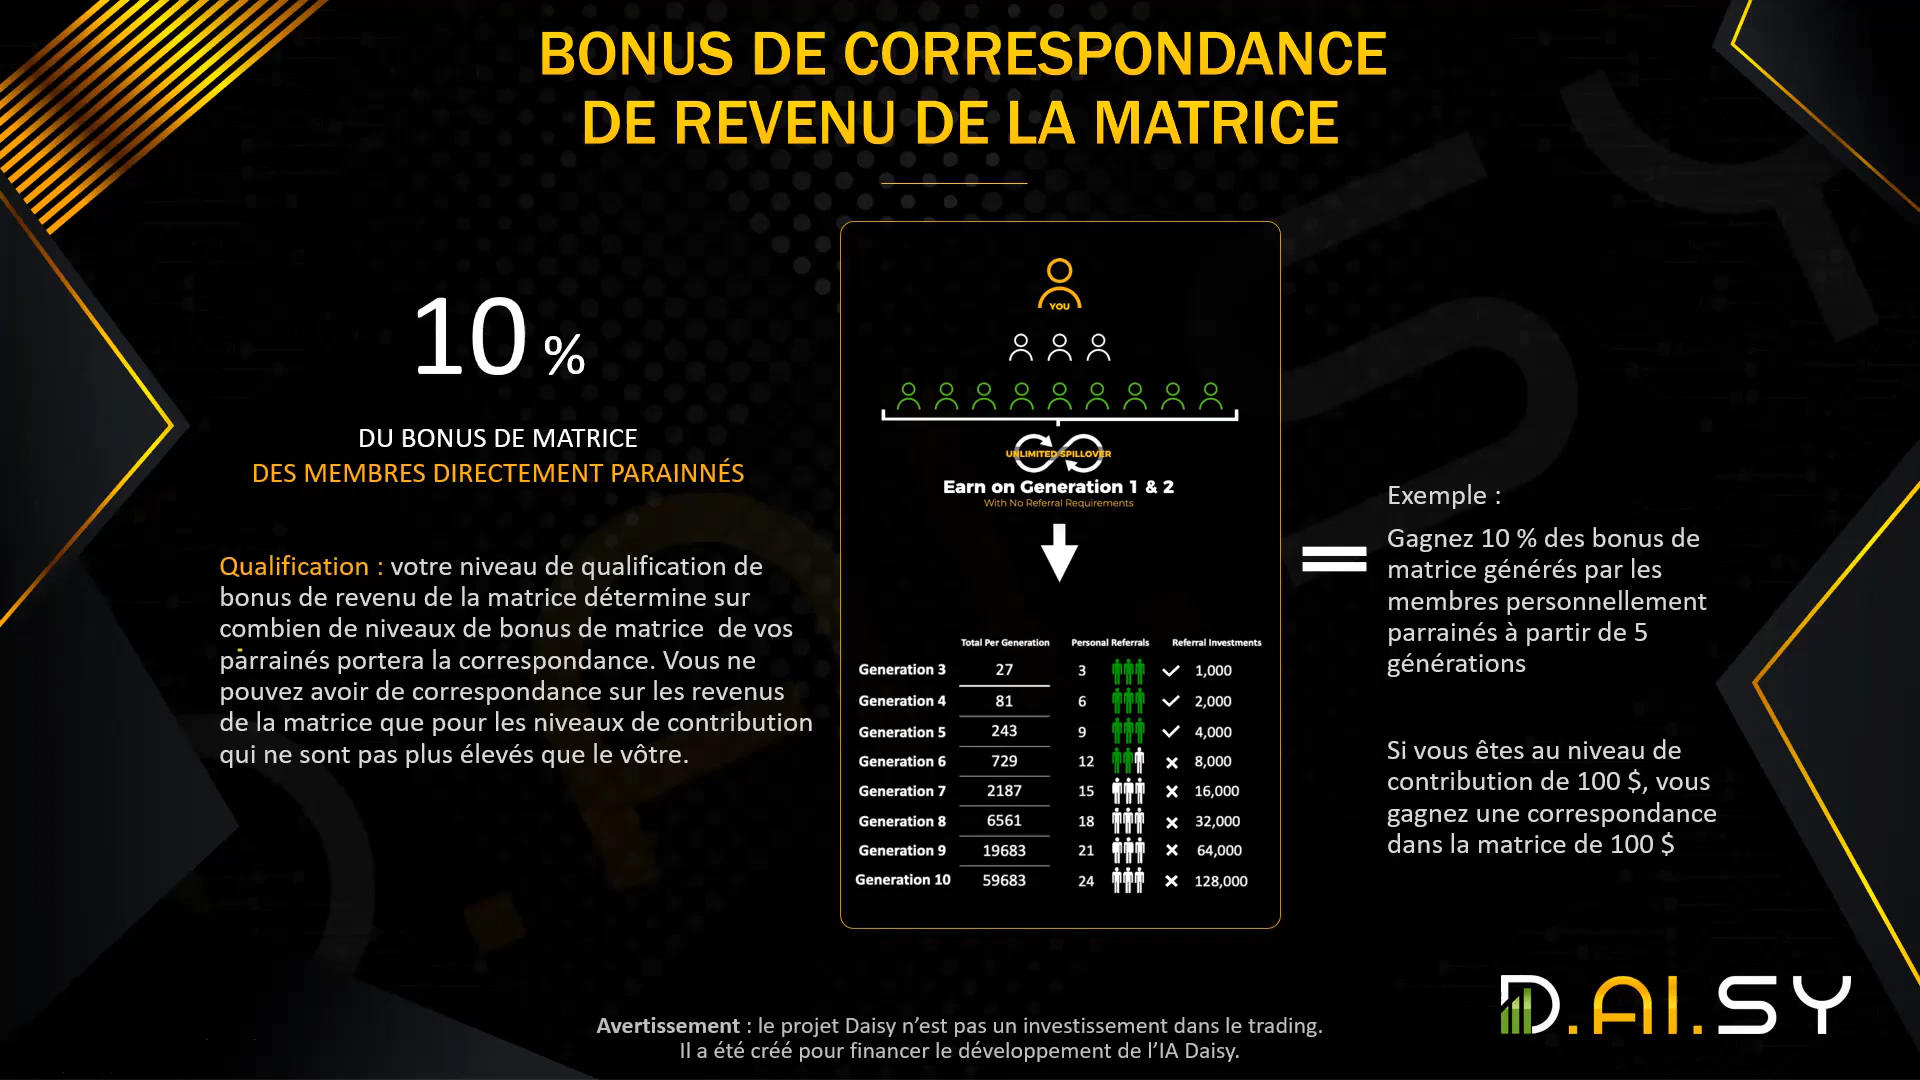 BONUS DE CORRESPONDANCE
DE REVENU DE LA MATRICE
10 %
DU BONUS DE MATRICE
DES MEMBRES DIRECTEMENT PARAINNÉS
Qualification : votre niveau de qualification de
bonus de revenu de la matrice détermine sur
combien de niveaux de bonus de matrice de vos
parrainés portera la correspondance. Vous ne
pouvez avoir de correspondance sur les revenus
de la matrice que pour les niveaux de contribution
qui ne sont pas plus élevés que le vôtre.
YOU
UNLIMITED SPILLOVER
Earn on Generation 1 & 2
With No Referral Requirements
Total Per Generation Personal Referrals Referral Investments
Generation 3 27 3 ✓ 1,000
Generation 4 81 6 ✓ 2,000
Generation 5 243 9 ✓ 4,000
Generation 6 729 12 × 8,000
Generation 7 2187 15 × 16,000
Generation 8 6561 18 × 32,000
Generation 9 19683 21 × 64,000
Generation 10 59683 24 × 128,000
=
Exemple :
Gagnez 10 % des bonus de
matrice générés par les
membres personnellement
parrainés à partir de 5
générations
Si vous êtes au niveau de
contribution de 100 $, vous
gagnez une correspondance
dans la matrice de 100 $
D.AI.SY
Avertissement : le projet Daisy n’est pas un investissement dans le trading.
Il a été créé pour financer le développement de l’IA Daisy.